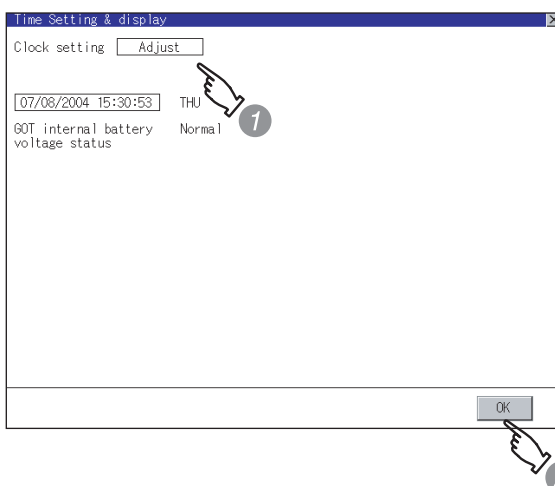 Time Setting & display
Clock setting Adjust
07/08/2004 15:30:53 THU
1
GOT internal battery Normal
voltage status
OK